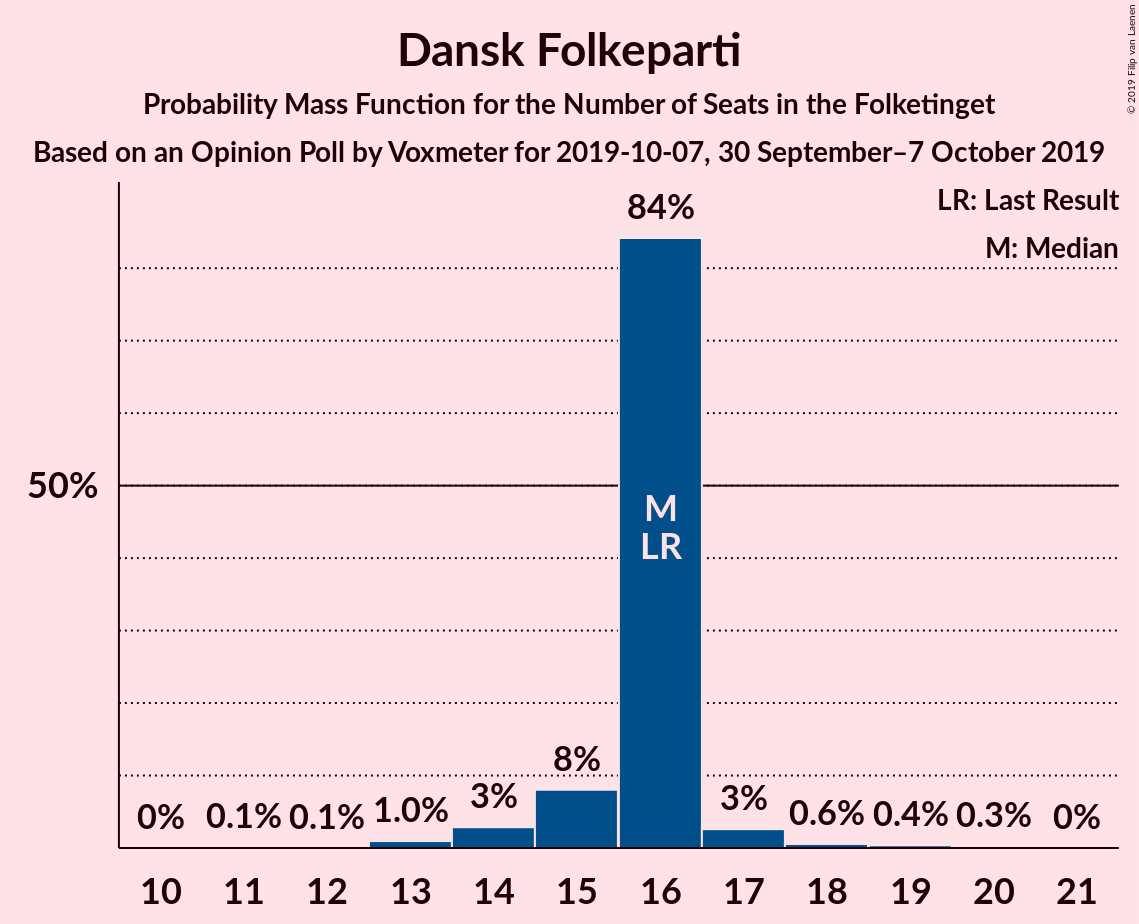 Dansk Folkeparti
Probability Mass Function for the Number of Seats in the Folketinget
Based on an Opinion Poll by Voxmeter for 2019-10-07, 30 September–7 October 2019
© 2019 Filip van Laenen
LR: Last Result
M: Median
84%
50%
M
LR
0% 0.1% 0.1% 1.0% 3% 8% 3% 0.6% 0.4% 0.3% 0%
10 11 12 13 14 15 16 17 18 19 20 21